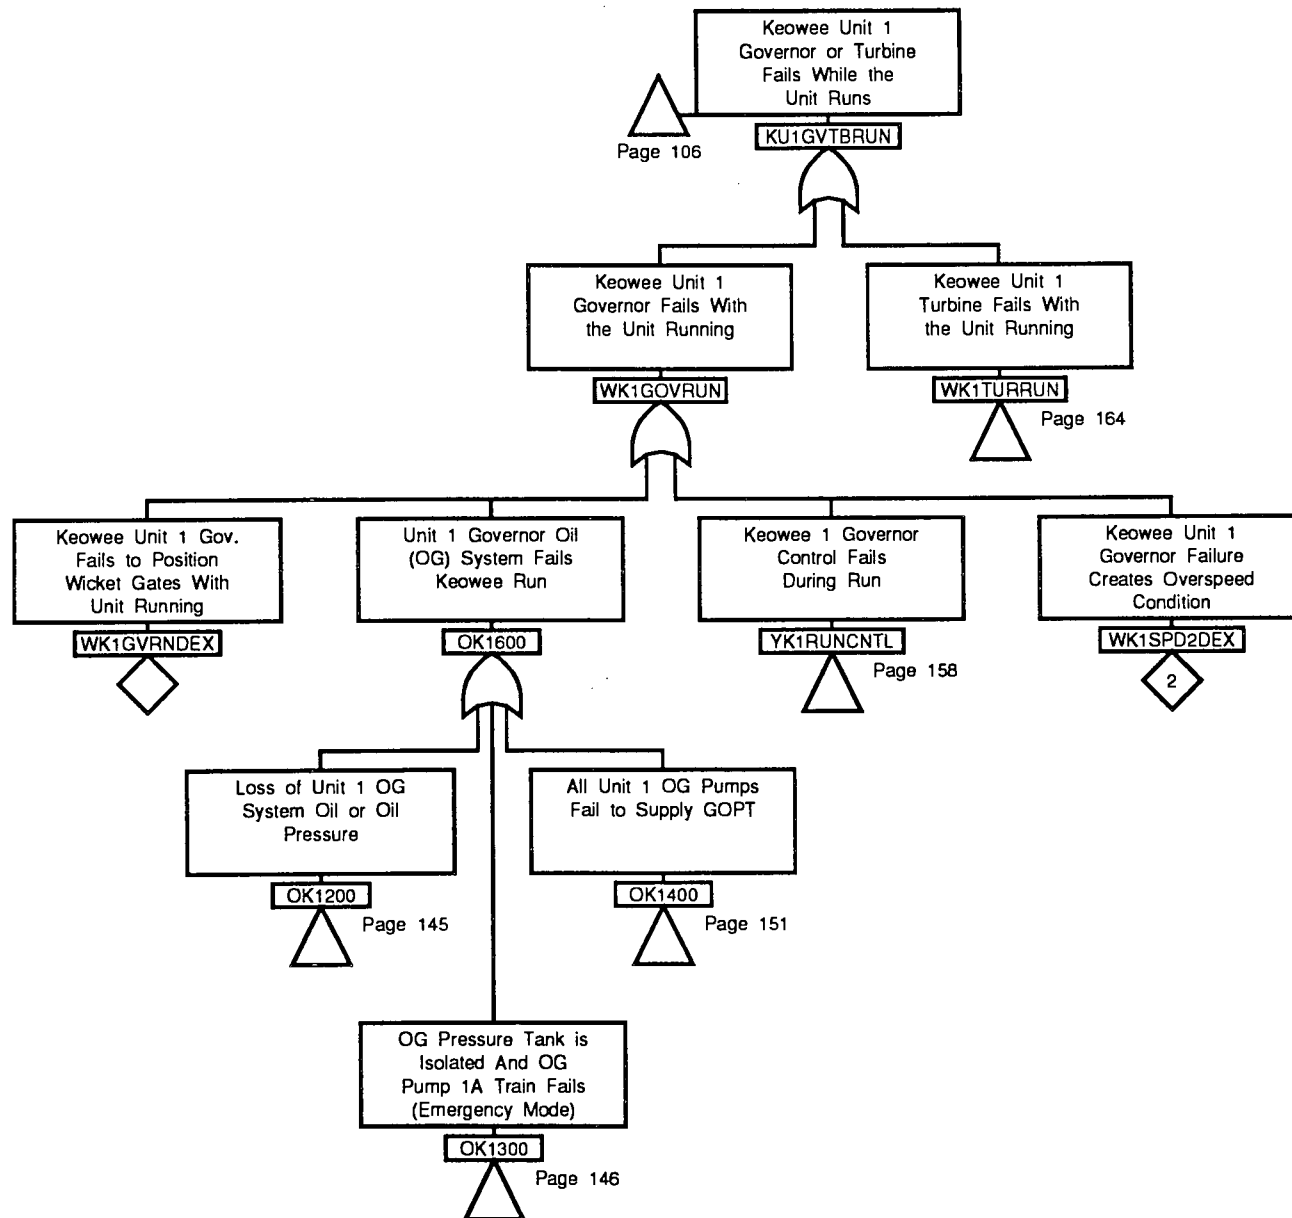 Keowee Unit 1
Governor or Turbine
Fails While the
Unit Runs
KU1GVTBRUN
Page 106
Keowee Unit 1
Governor Fails With
the Unit Running
WK1GOVRUN
Keowee Unit 1
Turbine Fails With
the Unit Running
WK1TURRUN
Page 164
Keowee Unit 1 Gov.
Fails to Position
Wicket Gates With
Unit Running
WK1GVRNDEX
Unit 1 Governor Oil
(OG) System Fails
Keowee Run
OK1600
Keowee 1 Governor
Control Fails
During Run
YK1RUNCNTL
Page 158
Keowee Unit 1
Governor Failure
Creates Overspeed
Condition
WK1SPD2DEX
2
Loss of Unit 1 OG
System Oil or Oil
Pressure
OK1200
Page 145
All Unit 1 OG Pumps
Fail to Supply GOPT
OK1400
Page 151
OG Pressure Tank is
Isolated And OG
Pump 1A Train Fails
(Emergency Mode)
OK1300
Page 146